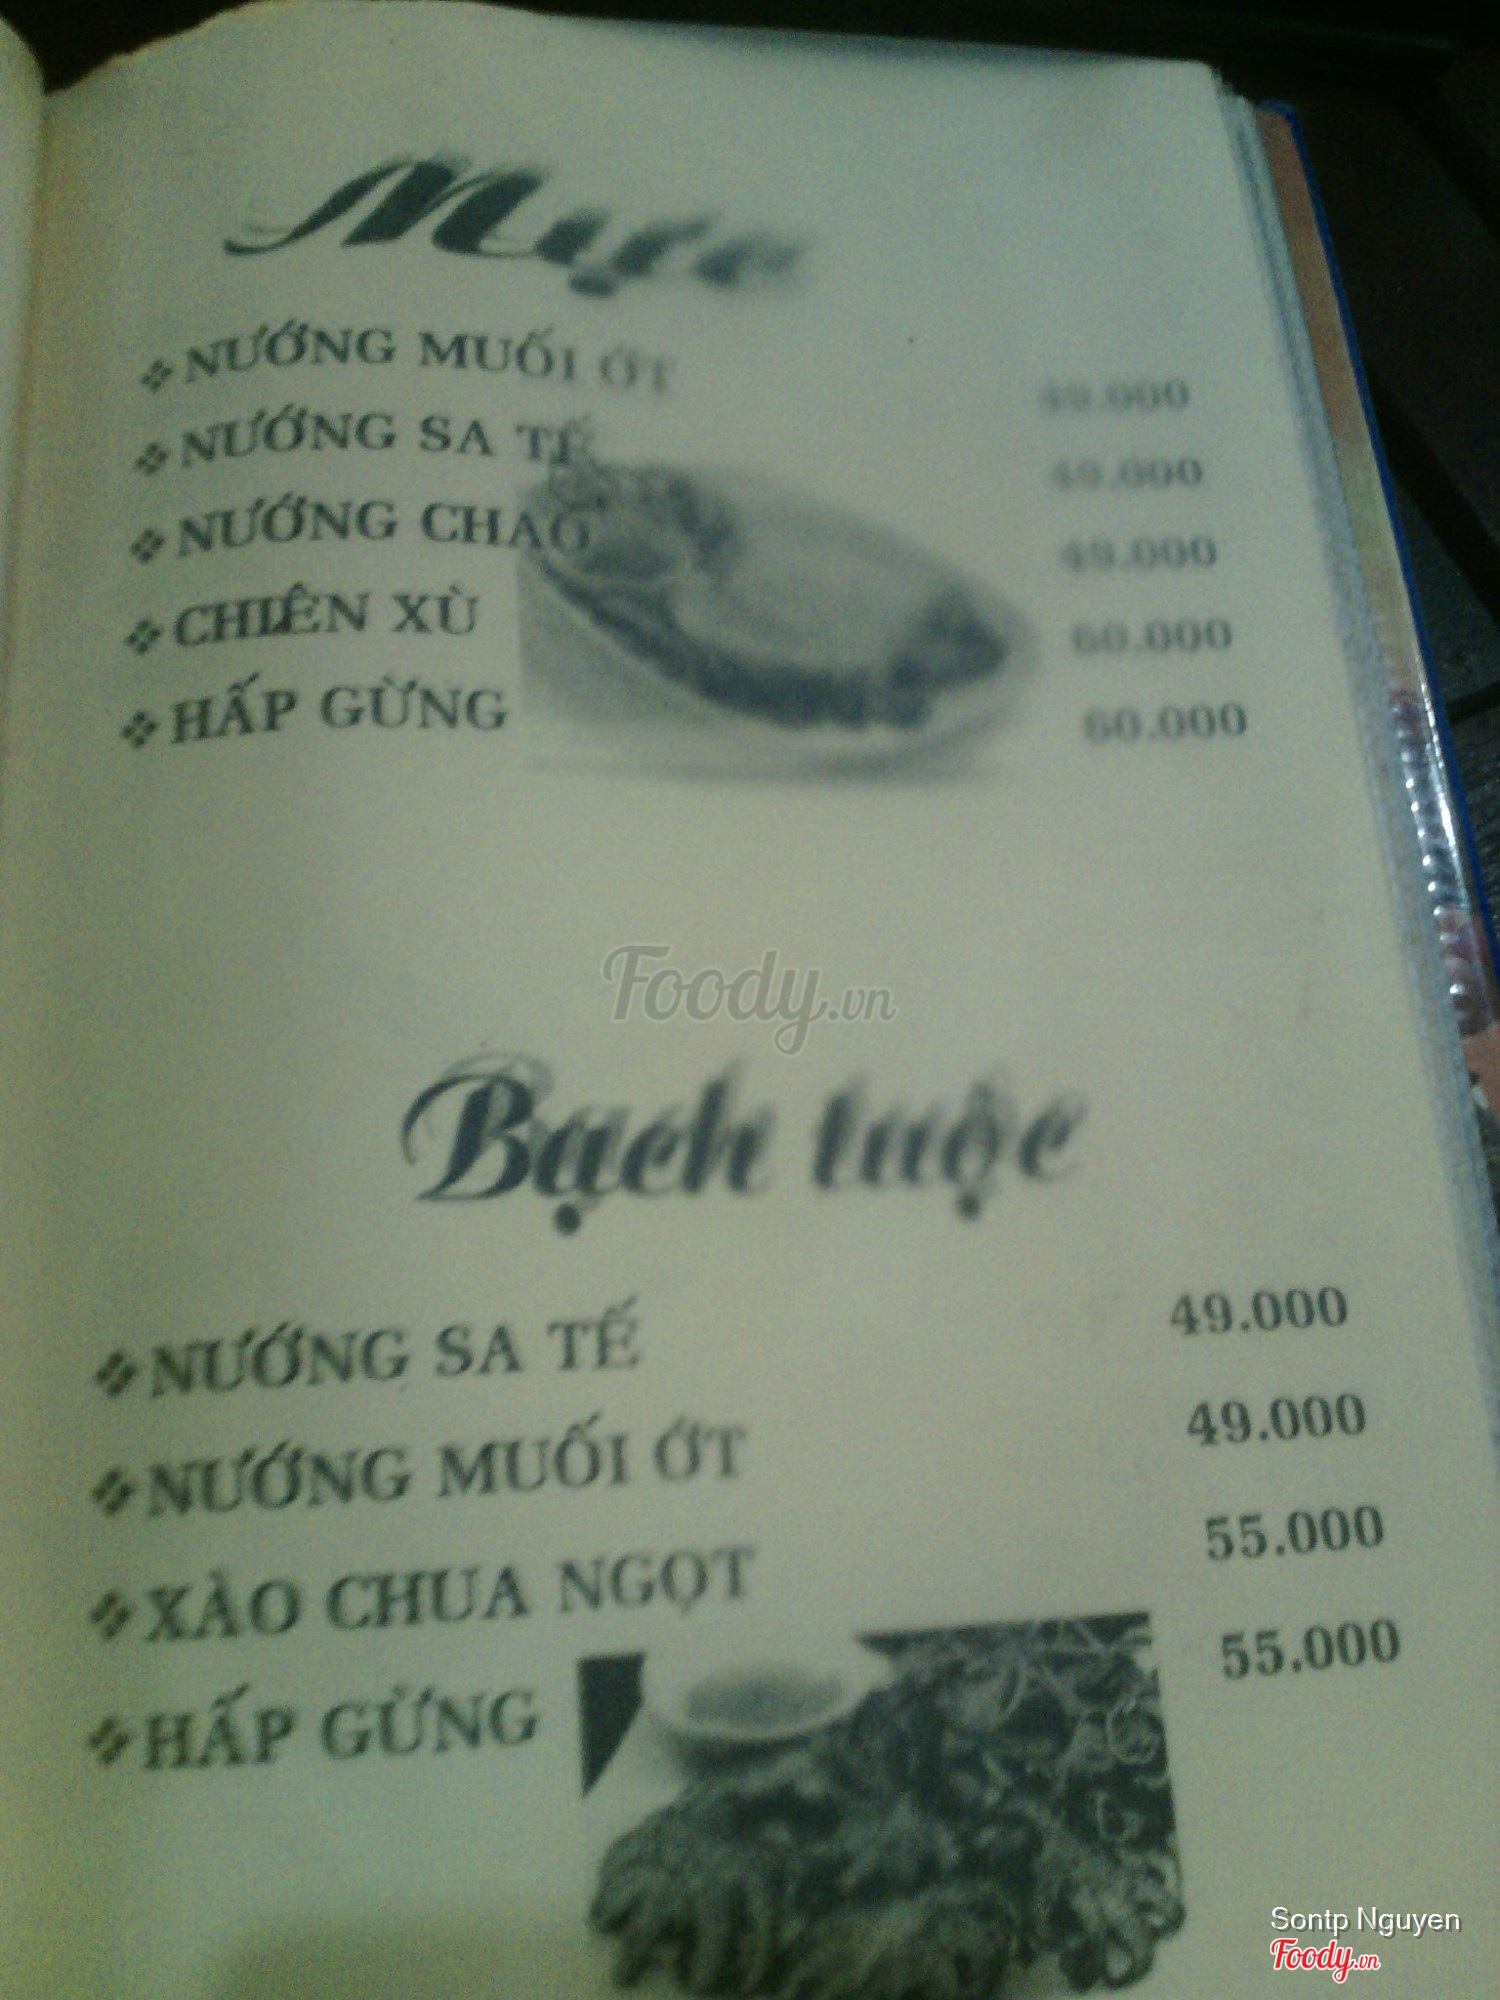 Mực
❖ NƯỚNG MUỐI ỚT 49.000
❖ NƯỚNG SA TẾ 49.000
❖ NƯỚNG CHAO 49.000
❖ CHIÊN XÙ 60.000
❖ HẤP GỪNG 60.000
Foody.vn
Bạch tuộc
❖ NƯỚNG SA TẾ 49.000
❖ NƯỚNG MUỐI ỚT 49.000
❖ XÀO CHUA NGỌT 55.000
❖ HẤP GỪNG 55.000
Sontp Nguyen
Foody.vn